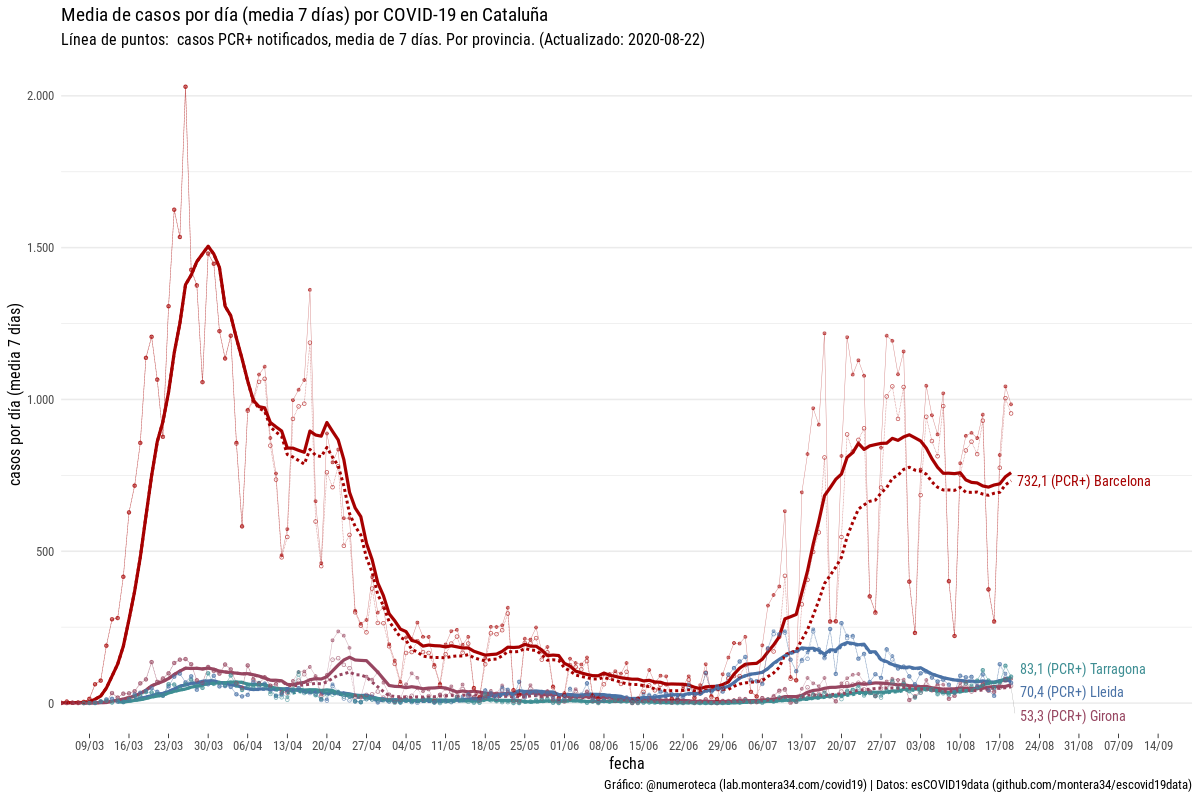 Media de casos por día (media 7 días) por COVID-19 en Cataluña
Línea de puntos:  casos PCR+ notificados, media de 7 días. Por provincia. (Actualizado: 2020-08-22)
casos por día (media 7 días)
2.000
1.500
1.000
500
0
732,1 (PCR+) Barcelona
83,1 (PCR+) Tarragona
70,4 (PCR+) Lleida
53,3 (PCR+) Girona
09/03 16/03 23/03 30/03 06/04 13/04 20/04 27/04 04/05 11/05 18/05 25/05 01/06 08/06 15/06 22/06 29/06 06/07 13/07 20/07 27/07 03/08 10/08 17/08 24/08 31/08 07/09 14/09
fecha
Gráfico: @numeroteca (lab.montera34.com/covid19) | Datos: esCOVID19data (github.com/montera34/escovid19data)